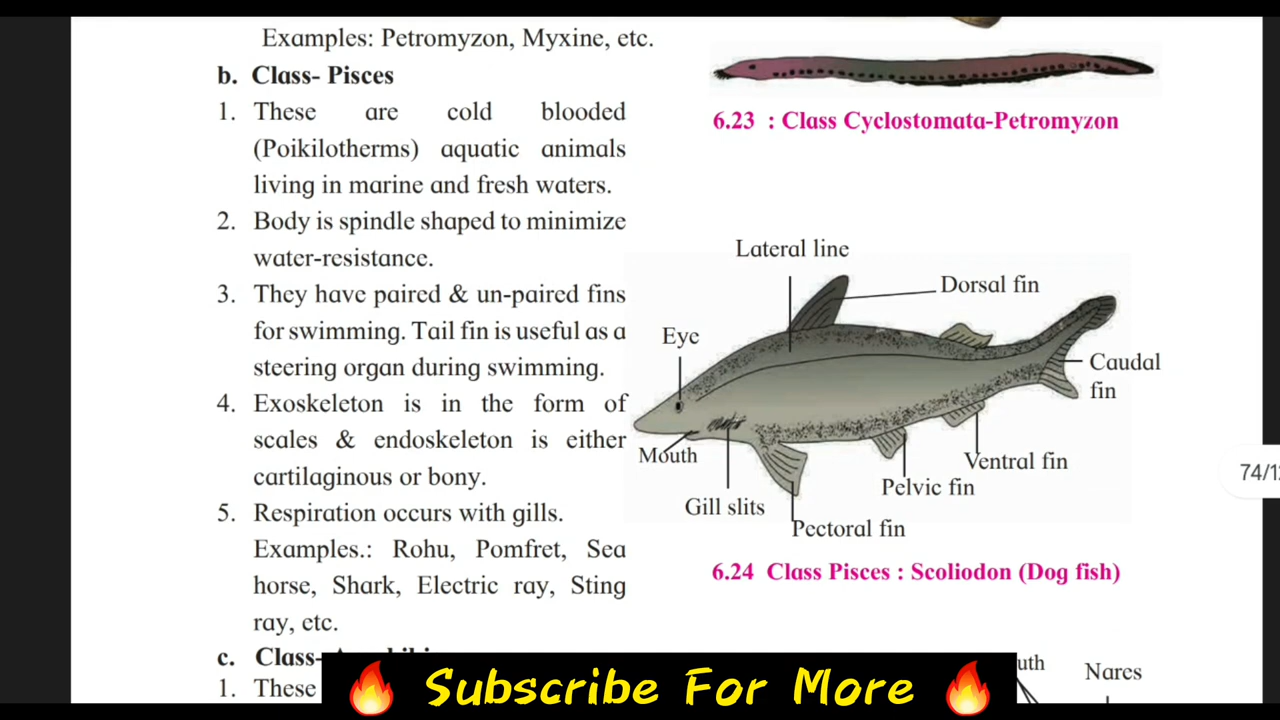 Examples: Petromyzon, Myxine, etc.
b. Class- Pisces
1. These are cold blooded
(Poikilotherms) aquatic animals
living in marine and fresh waters.
2. Body is spindle shaped to minimize
water-resistance.
3. They have paired & un-paired fins
for swimming. Tail fin is useful as a
steering organ during swimming.
4. Exoskeleton is in the form of
scales & endoskeleton is either
cartilaginous or bony.
5. Respiration occurs with gills.
Examples.: Rohu, Pomfret, Sea
horse, Shark, Electric ray, Sting
ray, etc.
c. Class-
1. These
6.23 : Class Cyclostomata-Petromyzon
Lateral line
Dorsal fin
Eye
Caudal
fin
Mouth
Ventral fin
Pelvic fin
Gill slits
Pectoral fin
6.24 Class Pisces : Scoliodon (Dog fish)
Nares
74/12
🔥 Subscribe For More 🔥